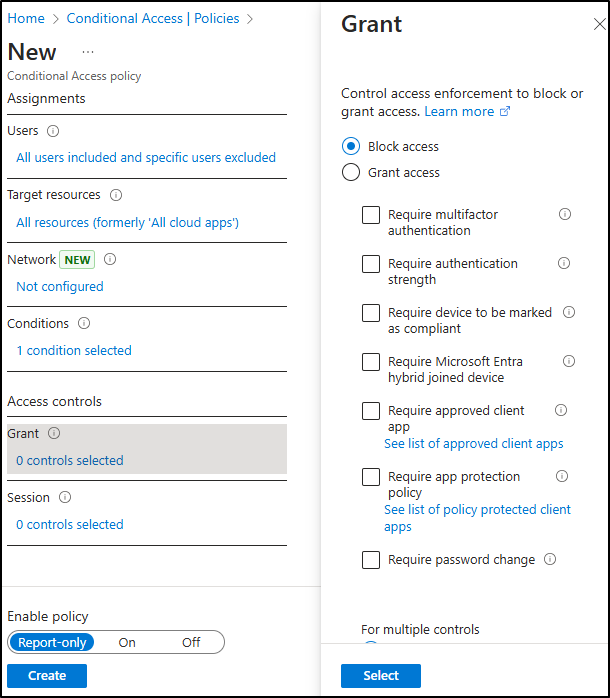 Home > Conditional Access | Policies >
New ...
Conditional Access policy
Assignments
Users
All users included and specific users excluded
Target resources
All resources (formerly 'All cloud apps')
Network NEW
Not configured
Conditions
1 condition selected
Access controls
Grant
0 controls selected
Session
0 controls selected
Enable policy
Report-only On Off
Create
Grant
Control access enforcement to block or
grant access. Learn more
Block access
Grant access
Require multifactor
authentication
Require authentication
strength
Require device to be marked
as compliant
Require Microsoft Entra
hybrid joined device
Require approved client
app
See list of approved client apps
Require app protection
policy
See list of policy protected client
apps
Require password change
For multiple controls
Select